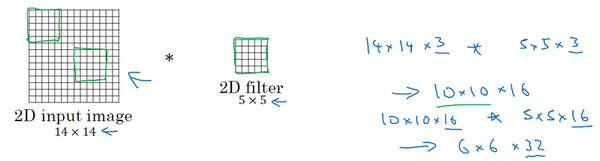 14×14×3 * 5×5×3
*
→ 10×10×16
2D input image
14 × 14 ←
2D filter
5 × 5 ←
10×10×16 * 5×5×16
→ 6×6×32